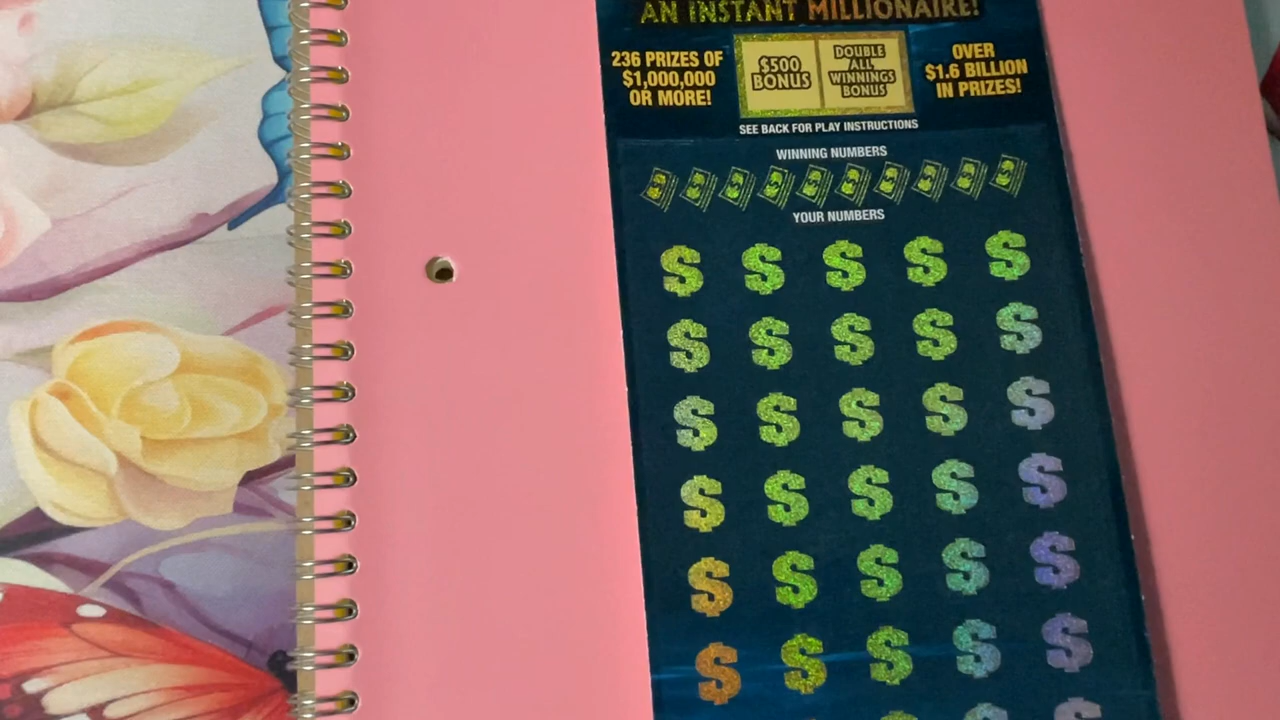 AN INSTANT MILLIONAIRE!
236 PRIZES OF
$1,000,000
OR MORE!
$500
BONUS
DOUBLE
ALL
WINNINGS
BONUS
OVER
$1.6 BILLION
IN PRIZES!
SEE BACK FOR PLAY INSTRUCTIONS
WINNING NUMBERS
YOUR NUMBERS
$ $ $ $ $
$ $ $ $ $
$ $ $ $ $
$ $ $ $ $
$ $ $ $ $
$ $ $ $ $